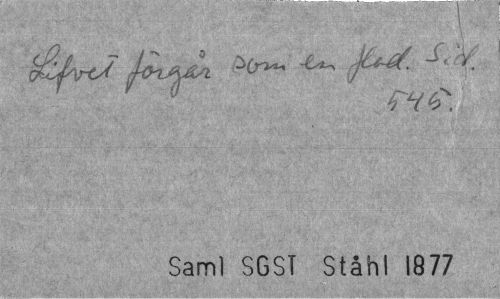 Lifvet förgår som en flod. Sid.
545.
Saml SGST Ståhl 1877